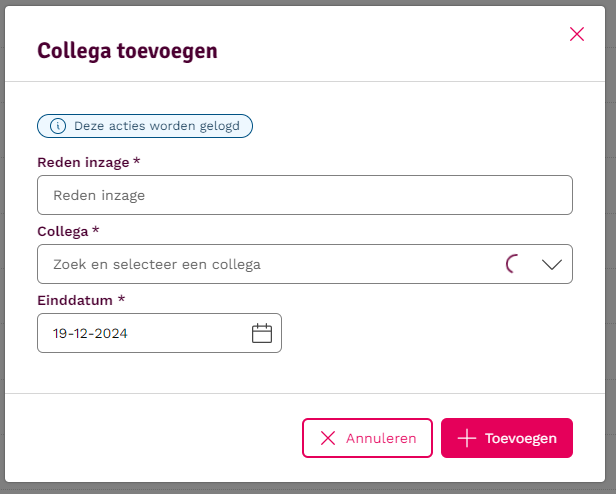 Collega toevoegen
Deze acties worden gelogd
Reden inzage *
Reden inzage
Collega *
Zoek en selecteer een collega
Einddatum *
19-12-2024
Annuleren
Toevoegen